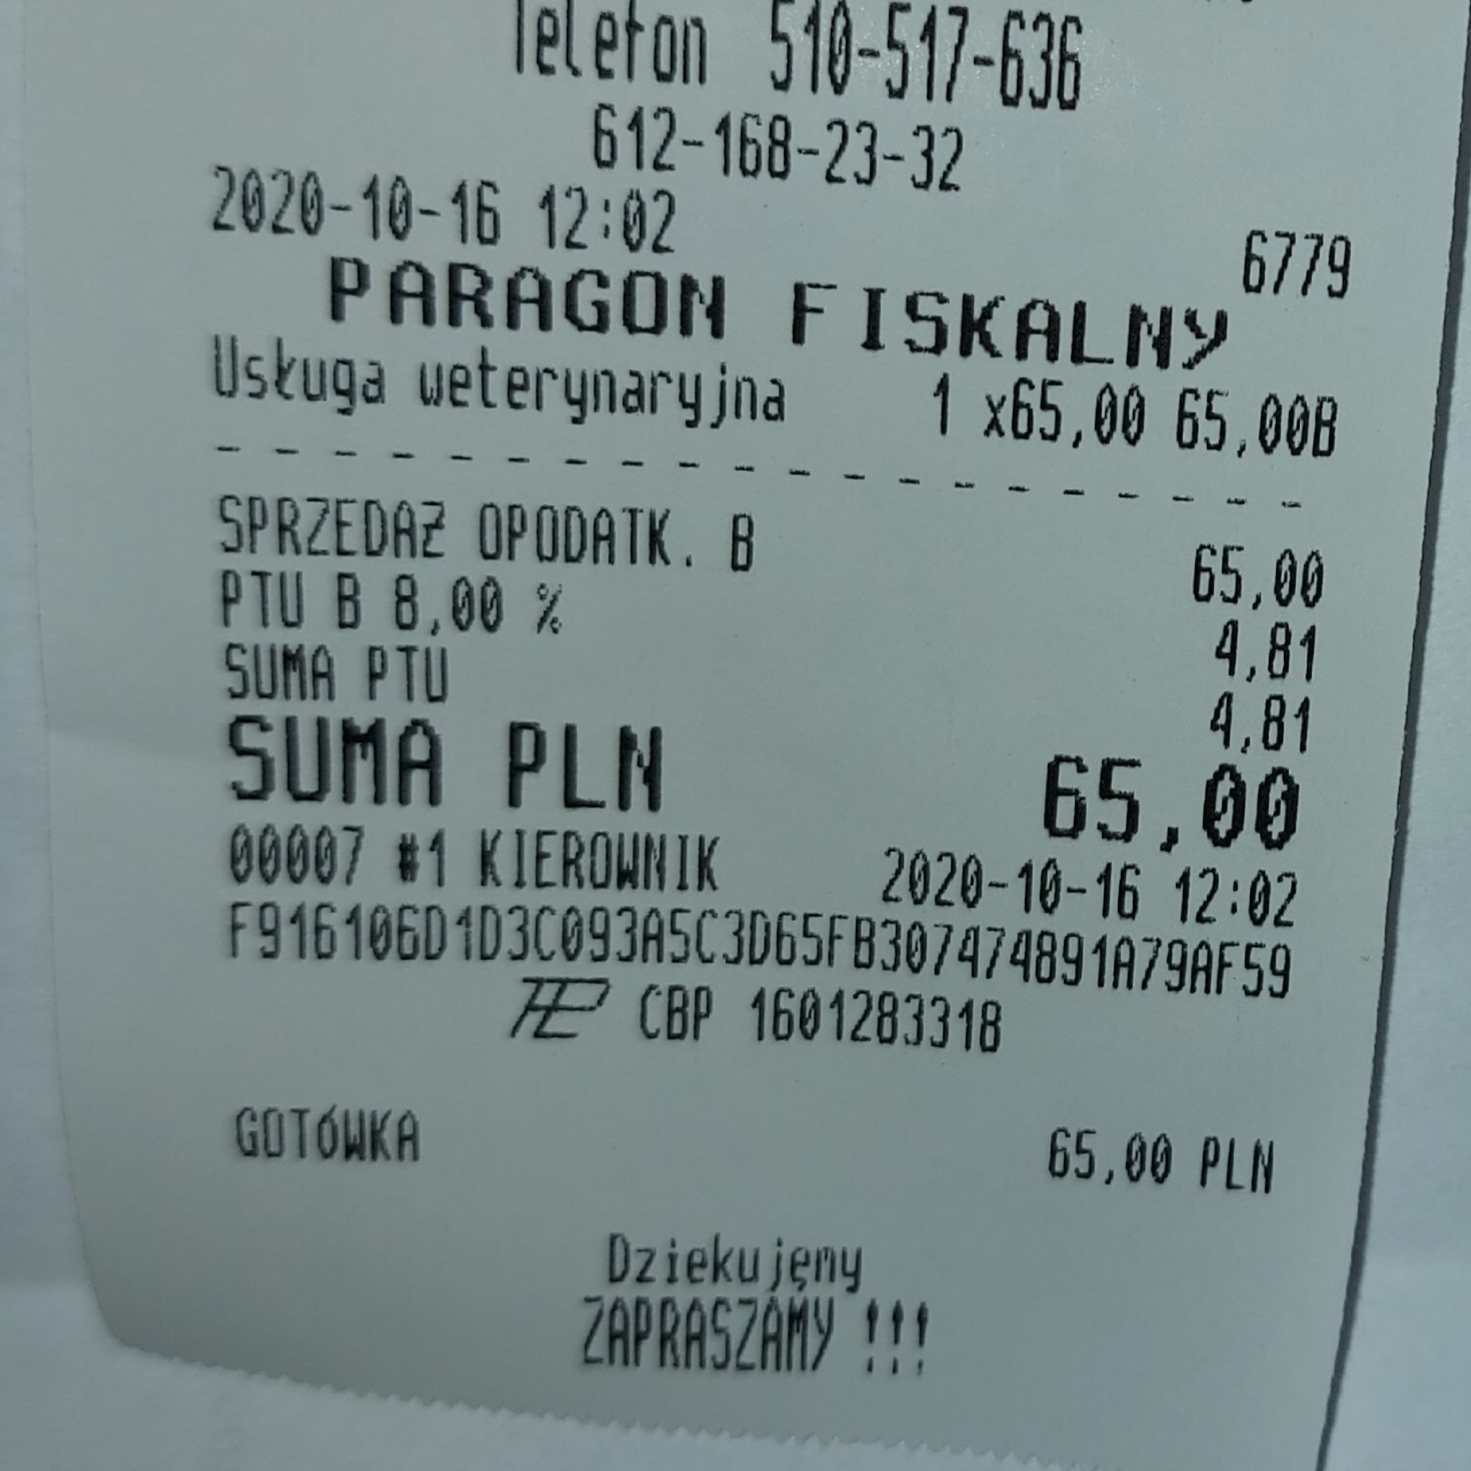 Telefon 510-517-636
612-168-23-32
2020-10-16 12:02 6779
PARAGON FISKALNY
Usługa weterynaryjna 1 x65,00 65,00B
- - - - - - - - - - - - - - - - - - -
SPRZEDAŻ OPODATK. B 65,00
PTU B 8,00 % 4,81
SUMA PTU 4,81
SUMA PLN 65,00
00007 #1 KIEROWNIK 2020-10-16 12:02
F916106D1D3C093A5C3D65FB307474891A79AF59
CBP 1601283318
GOTÓWKA 65,00 PLN
Dziekujęmy
ZAPRASZAMY !!!